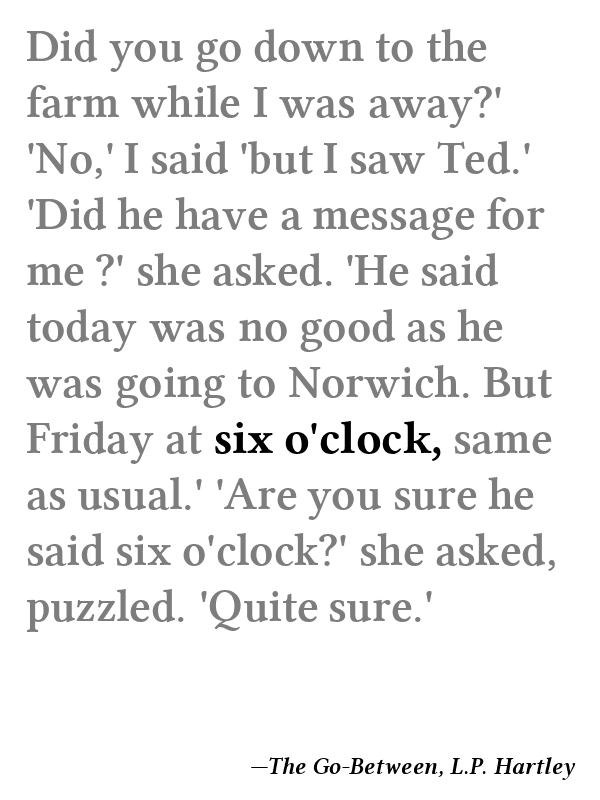 Did you go down to the
farm while I was away?'
'No,' I said 'but I saw Ted.'
'Did he have a message for
me ?' she asked. 'He said
today was no good as he
was going to Norwich. But
Friday at six o'clock, same
as usual.' 'Are you sure he
said six o'clock?' she asked,
puzzled. 'Quite sure.'
—The Go-Between, L.P. Hartley